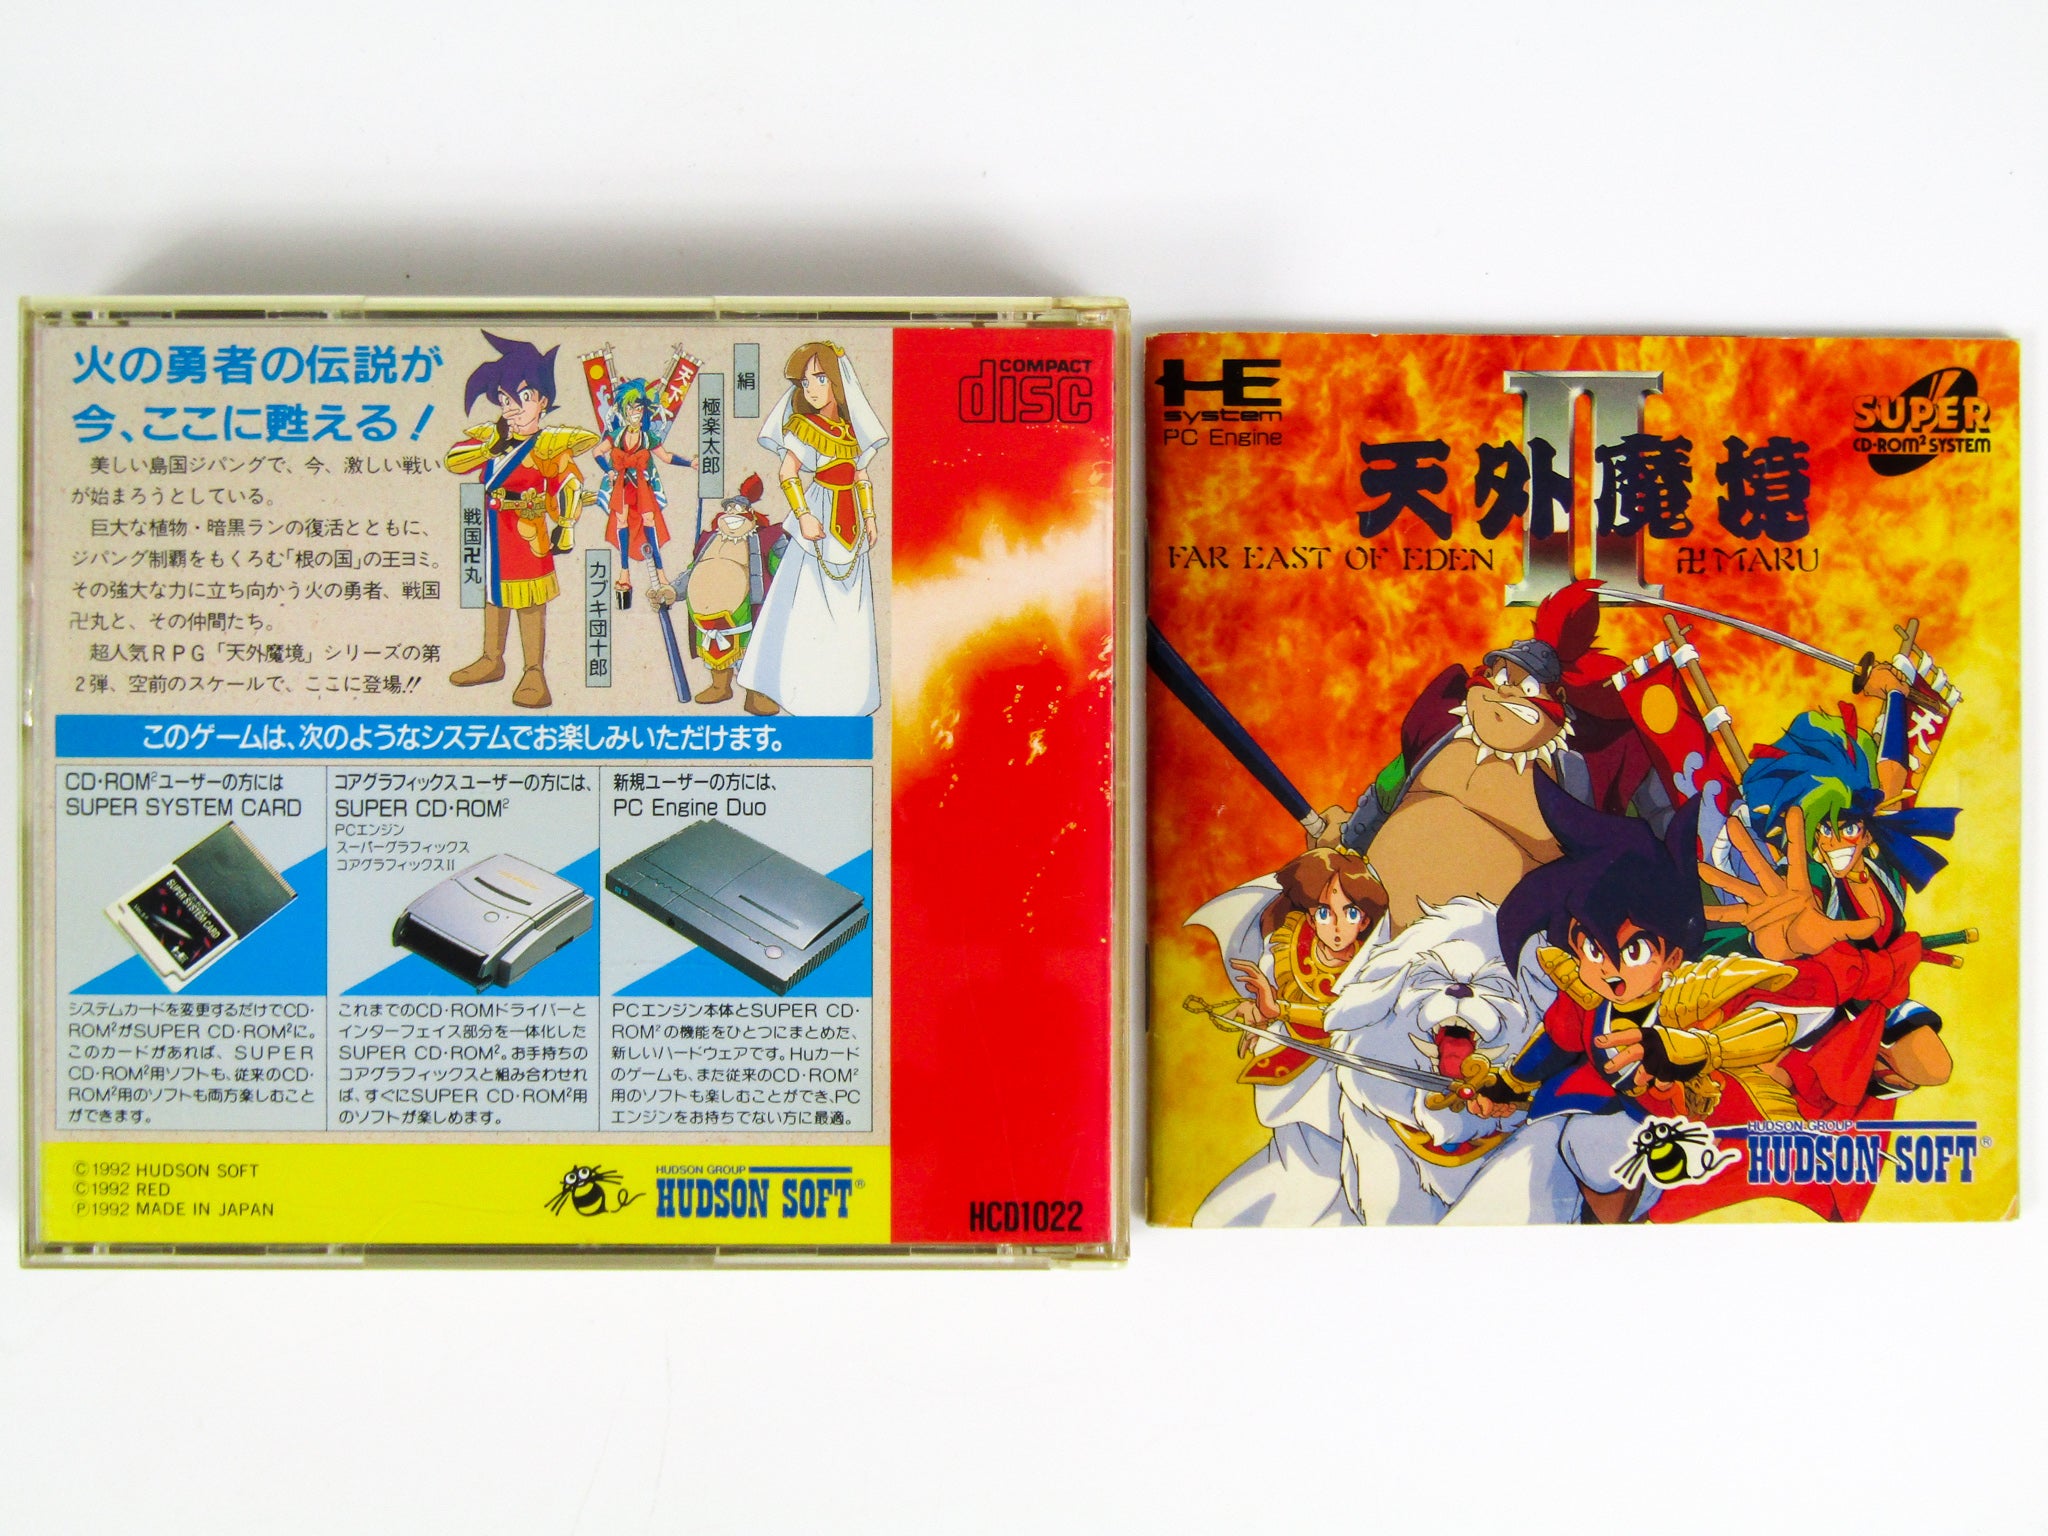 火の勇者の伝説が
今、ここに甦える!
美しい島国ジパングで、今、激しい戦い
が始まろうとしている。
巨大な植物・暗黒ランの復活とともに、
ジパング制覇をもくろむ「根の国」の王ヨミ。
その強大な力に立ち向かう火の勇者、戦国
卍丸と、その仲間たち。
超人気RPG「天外魔境」シリーズの第
2弾、空前のスケールで、ここに登場!!
戦国卍丸
カブキ団十郎
極楽太郎
絹
天下
このゲームは、次のようなシステムでお楽しみいただけます。
CD・ROM²ユーザーの方には
SUPER SYSTEM CARD
SUPER SYSTEM CARD
システムカードを変更するだけでCD・
ROM²がSUPER CD・ROM²に。
このカードがあれば、SUPER
CD・ROM²用ソフトも、従来のCD・
ROM²用のソフトも両方楽しむこと
ができます。
コアグラフィックスユーザーの方には、
SUPER CD・ROM²
PCエンジン
スーパーグラフィックス
コアグラフィックスII
これまでのCD・ROMドライバーと
インターフェイス部分を一体化した
SUPER CD・ROM²。お手持ちの
コアグラフィックスと組み合わせれ
ば、すぐにSUPER CD・ROM²用
のソフトが楽しめます。
新規ユーザーの方には、
PC Engine Duo
PCエンジン本体とSUPER CD・
ROM²の機能をひとつにまとめた、
新しいハードウェアです。Huカード
のゲームも、また従来のCD・ROM²
用のソフトも楽しむことができ、PC
エンジンをお持ちでない方に最適。
©1992 HUDSON SOFT
©1992 RED
Ⓟ1992 MADE IN JAPAN
HUDSON GROUP
HUDSON SOFT®
COMPACT
disc
HCD1022
HE
system
PC Engine
SUPER
CD-ROM² SYSTEM
II
天外魔境
FAR EAST OF EDEN
卍MARU
天
HUDSON GROUP
HUDSON SOFT®